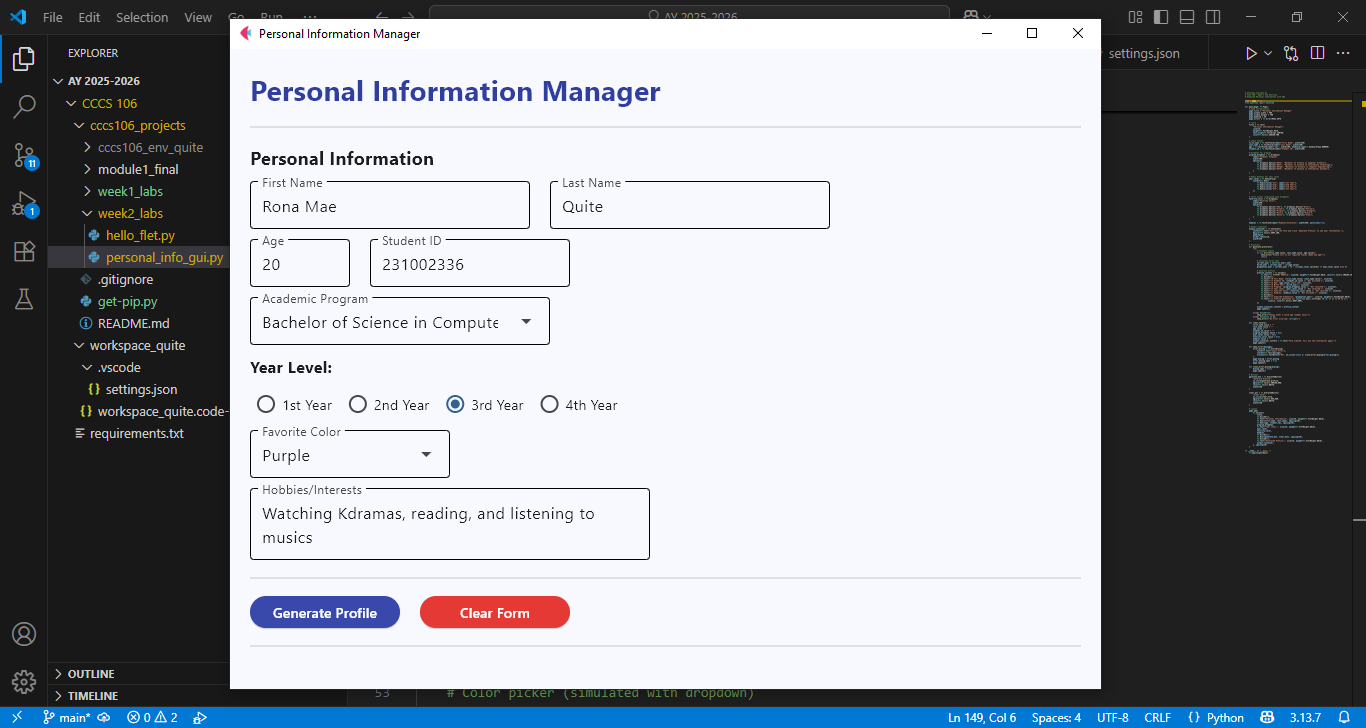 File Edit Selection View Go Run ... AY 2025-2026
Personal Information Manager
EXPLORER
AY 2025-2026
CCCS 106
cccs106_projects
cccs106_env_quite
module1_final
week1_labs
week2_labs
hello_flet.py
personal_info_gui.py
.gitignore
get-pip.py
README.md
workspace_quite
.vscode
settings.json
workspace_quite.code-
requirements.txt
OUTLINE
TIMELINE
11
1
settings.json
Personal Information Manager
Personal Information
First Name
Rona Mae
Last Name
Quite
Age
20
Student ID
231002336
Academic Program
Bachelor of Science in Compute
Year Level:
1st Year 2nd Year 3rd Year 4th Year
Favorite Color
Purple
Hobbies/Interests
Watching Kdramas, reading, and listening to
musics
Generate Profile Clear Form
53 # Color picker (simulated with dropdown)
main* 0 2 Ln 149, Col 6 Spaces: 4 UTF-8 CRLF {} Python 3.13.7